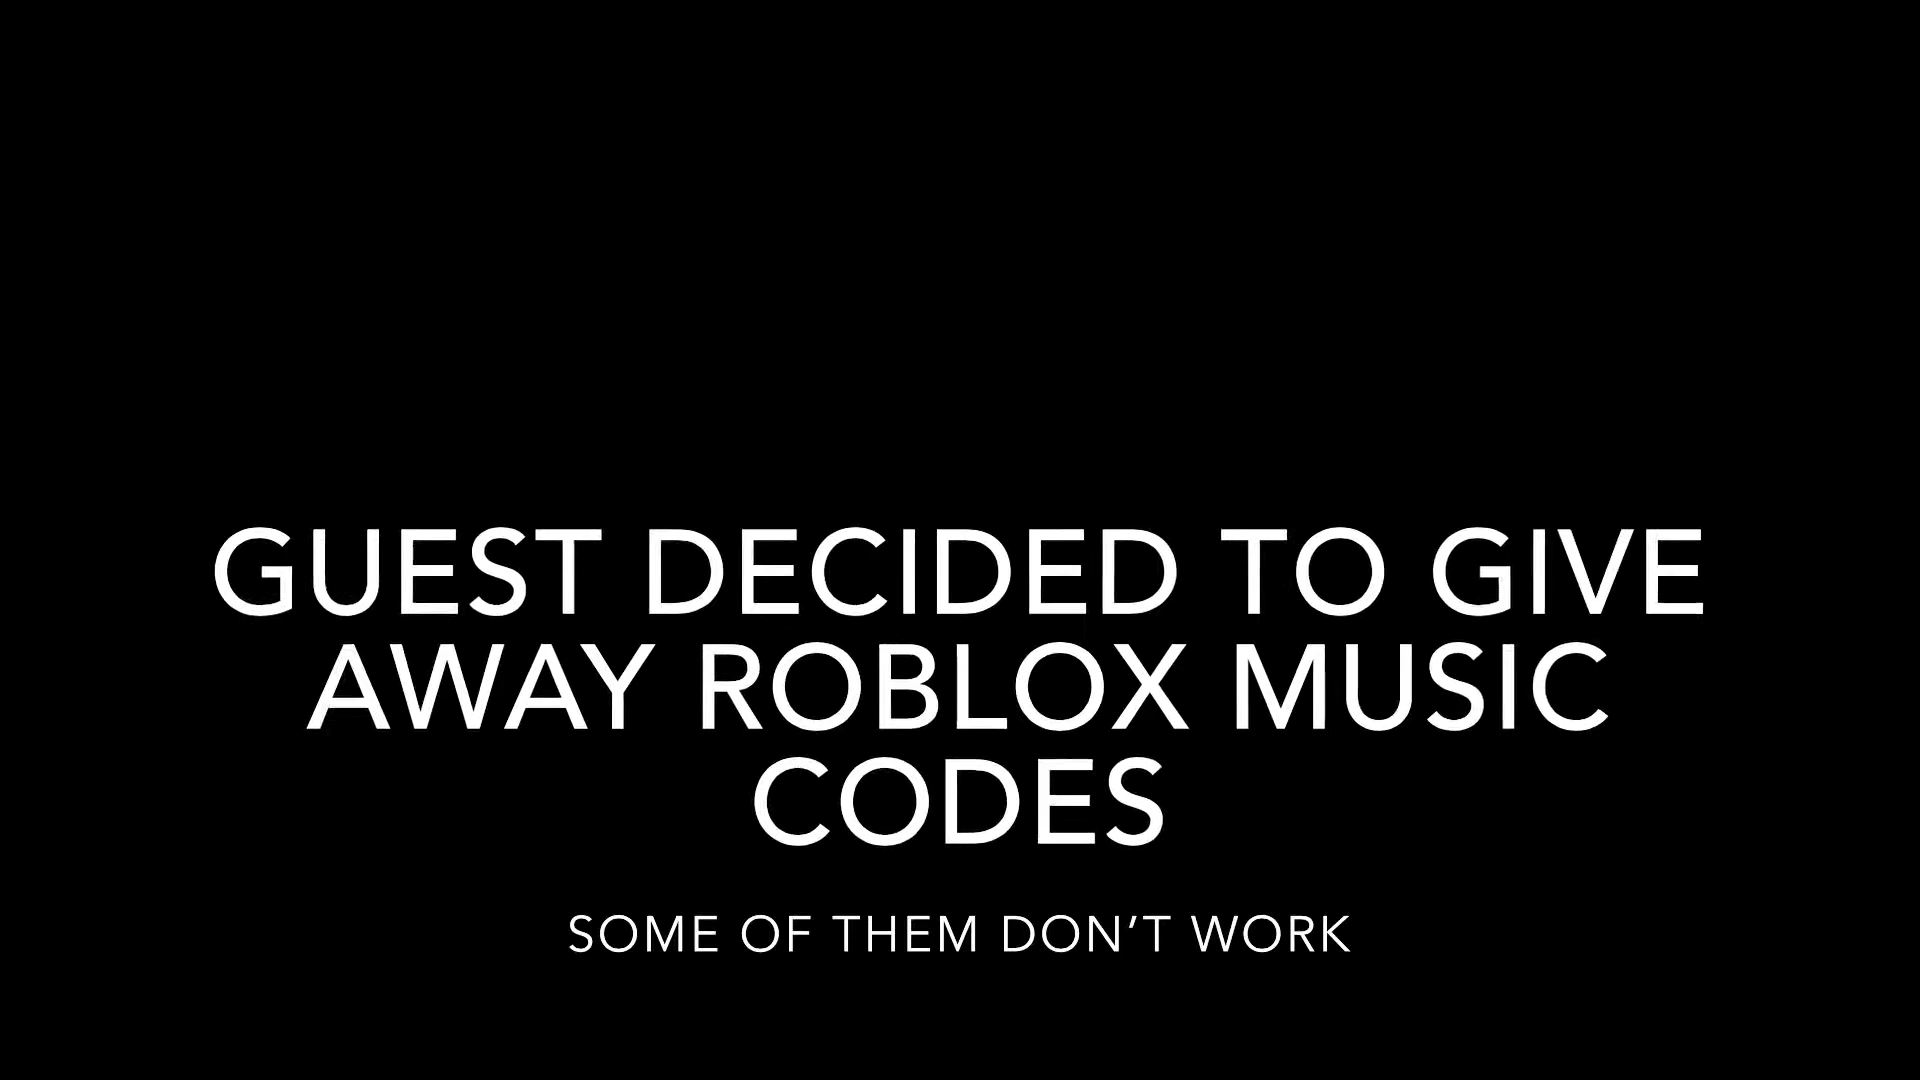 GUEST DECIDED TO GIVE
AWAY ROBLOX MUSIC
CODES
SOME OF THEM DON’T WORK